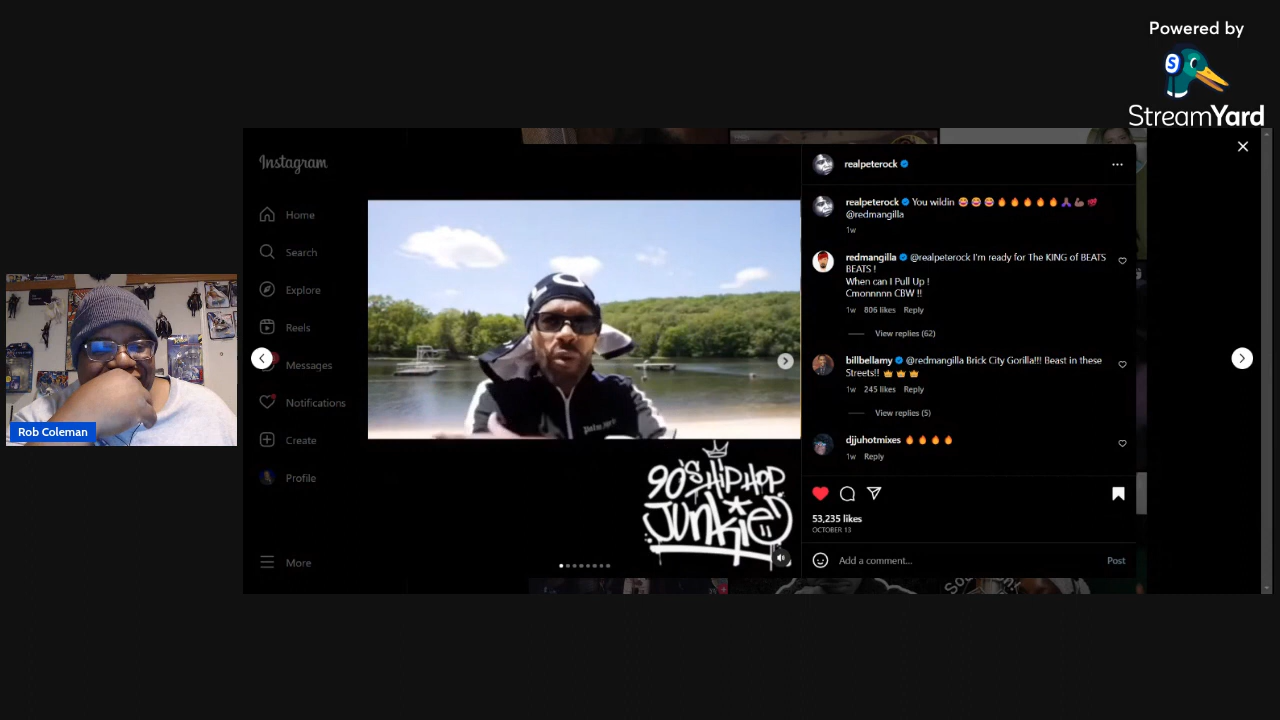 Powered by
StreamYard
S
Instagram
Home
Search
Explore
Reels
Messages
Notifications
Create
Profile
More
Rob Coleman
90's HIP HOP
JUNKIE
realpeterock
realpeterock You wildin 😂😂😂🔥🔥🔥🔥🔥🙏🏾💪🏽
@redmangilla
1w
redmangilla @realpeterock I'm ready for The KING of BEATS
BEATS !
When can I Pull Up !
Cmonnnnn CBW !!
1w 806 likes Reply
View replies (62)
billbellamy @redmangilla Brick City Gorilla!!! Beast in these
Streets!! 👑 👑 👑
1w 245 likes Reply
View replies (5)
djjuhotmixes 🔥 🔥 🔥 🔥
1w Reply
53,235 likes
OCTOBER 13
Add a comment...
Post